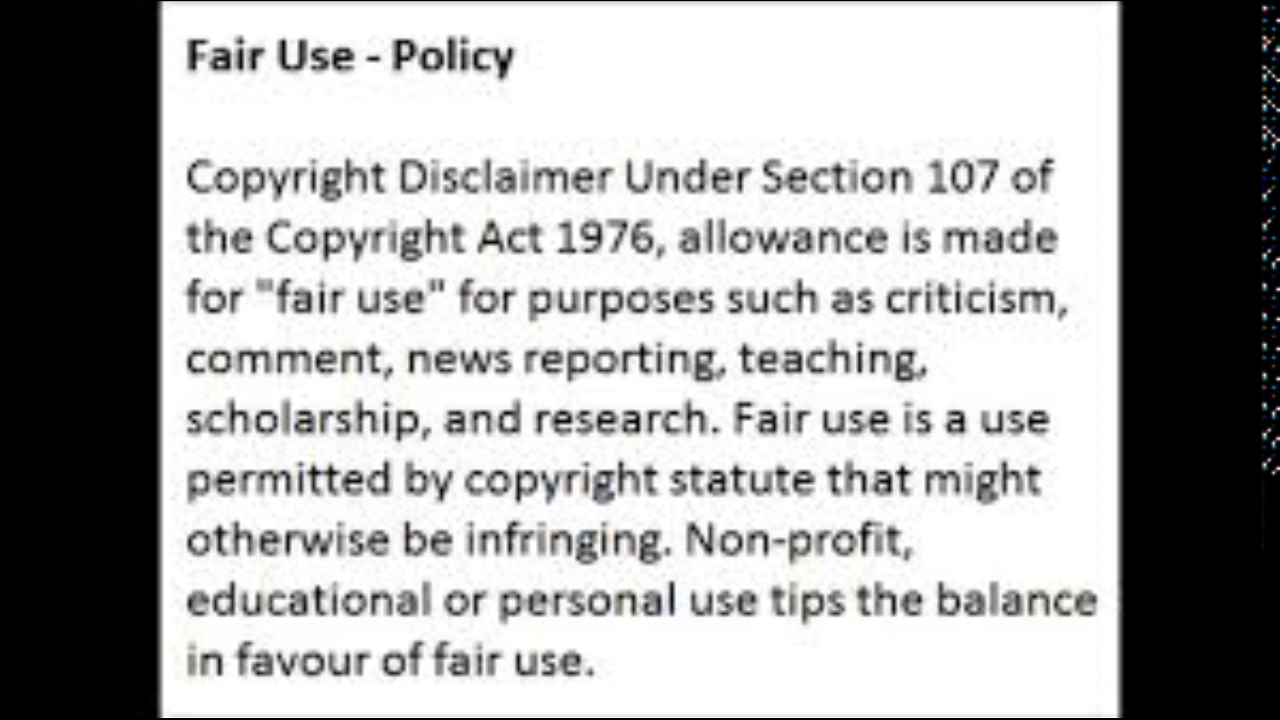 Fair Use - Policy
Copyright Disclaimer Under Section 107 of
the Copyright Act 1976, allowance is made
for "fair use" for purposes such as criticism,
comment, news reporting, teaching,
scholarship, and research. Fair use is a use
permitted by copyright statute that might
otherwise be infringing. Non-profit,
educational or personal use tips the balance
in favour of fair use.